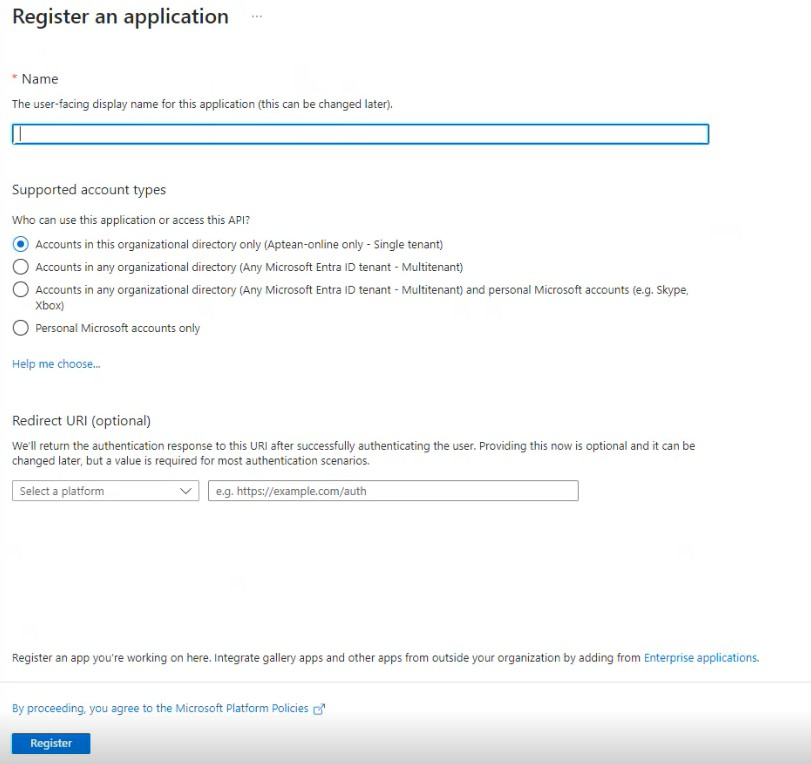 Register an application ...
* Name
The user-facing display name for this application (this can be changed later).
Supported account types
Who can use this application or access this API?
Accounts in this organizational directory only (Aptean-online only - Single tenant)
Accounts in any organizational directory (Any Microsoft Entra ID tenant - Multitenant)
Accounts in any organizational directory (Any Microsoft Entra ID tenant - Multitenant) and personal Microsoft accounts (e.g. Skype,
Xbox)
Personal Microsoft accounts only
Help me choose...
Redirect URI (optional)
We'll return the authentication response to this URI after successfully authenticating the user. Providing this now is optional and it can be
changed later, but a value is required for most authentication scenarios.
Select a platform e.g. https://example.com/auth
Register an app you're working on here. Integrate gallery apps and other apps from outside your organization by adding from Enterprise applications.
By proceeding, you agree to the Microsoft Platform Policies
Register